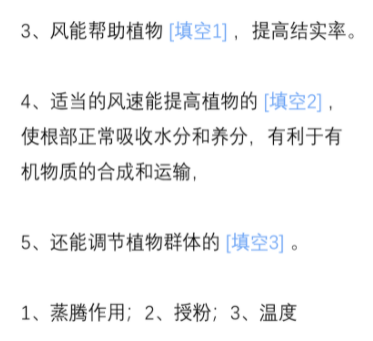 3、风能帮助植物 [填空1] ，提高结实率。
4、适当的风速能提高植物的 [填空2] ，
使根部正常吸收水分和养分，有利于有
机物质的合成和运输，
5、还能调节植物群体的 [填空3] 。
1、蒸腾作用；2、授粉；3、温度